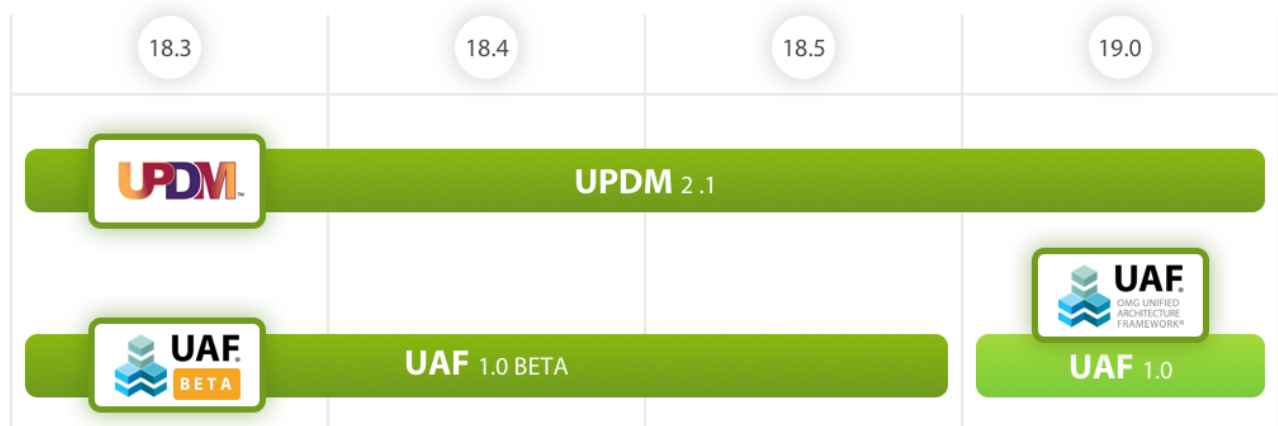 18.3
18.4
18.5
19.0
UPDM™
UPDM 2 .1
UAF®
OMG UNIFIED
ARCHITECTURE
FRAMEWORK®
UAF®
BETA
UAF 1.0 BETA
UAF 1.0